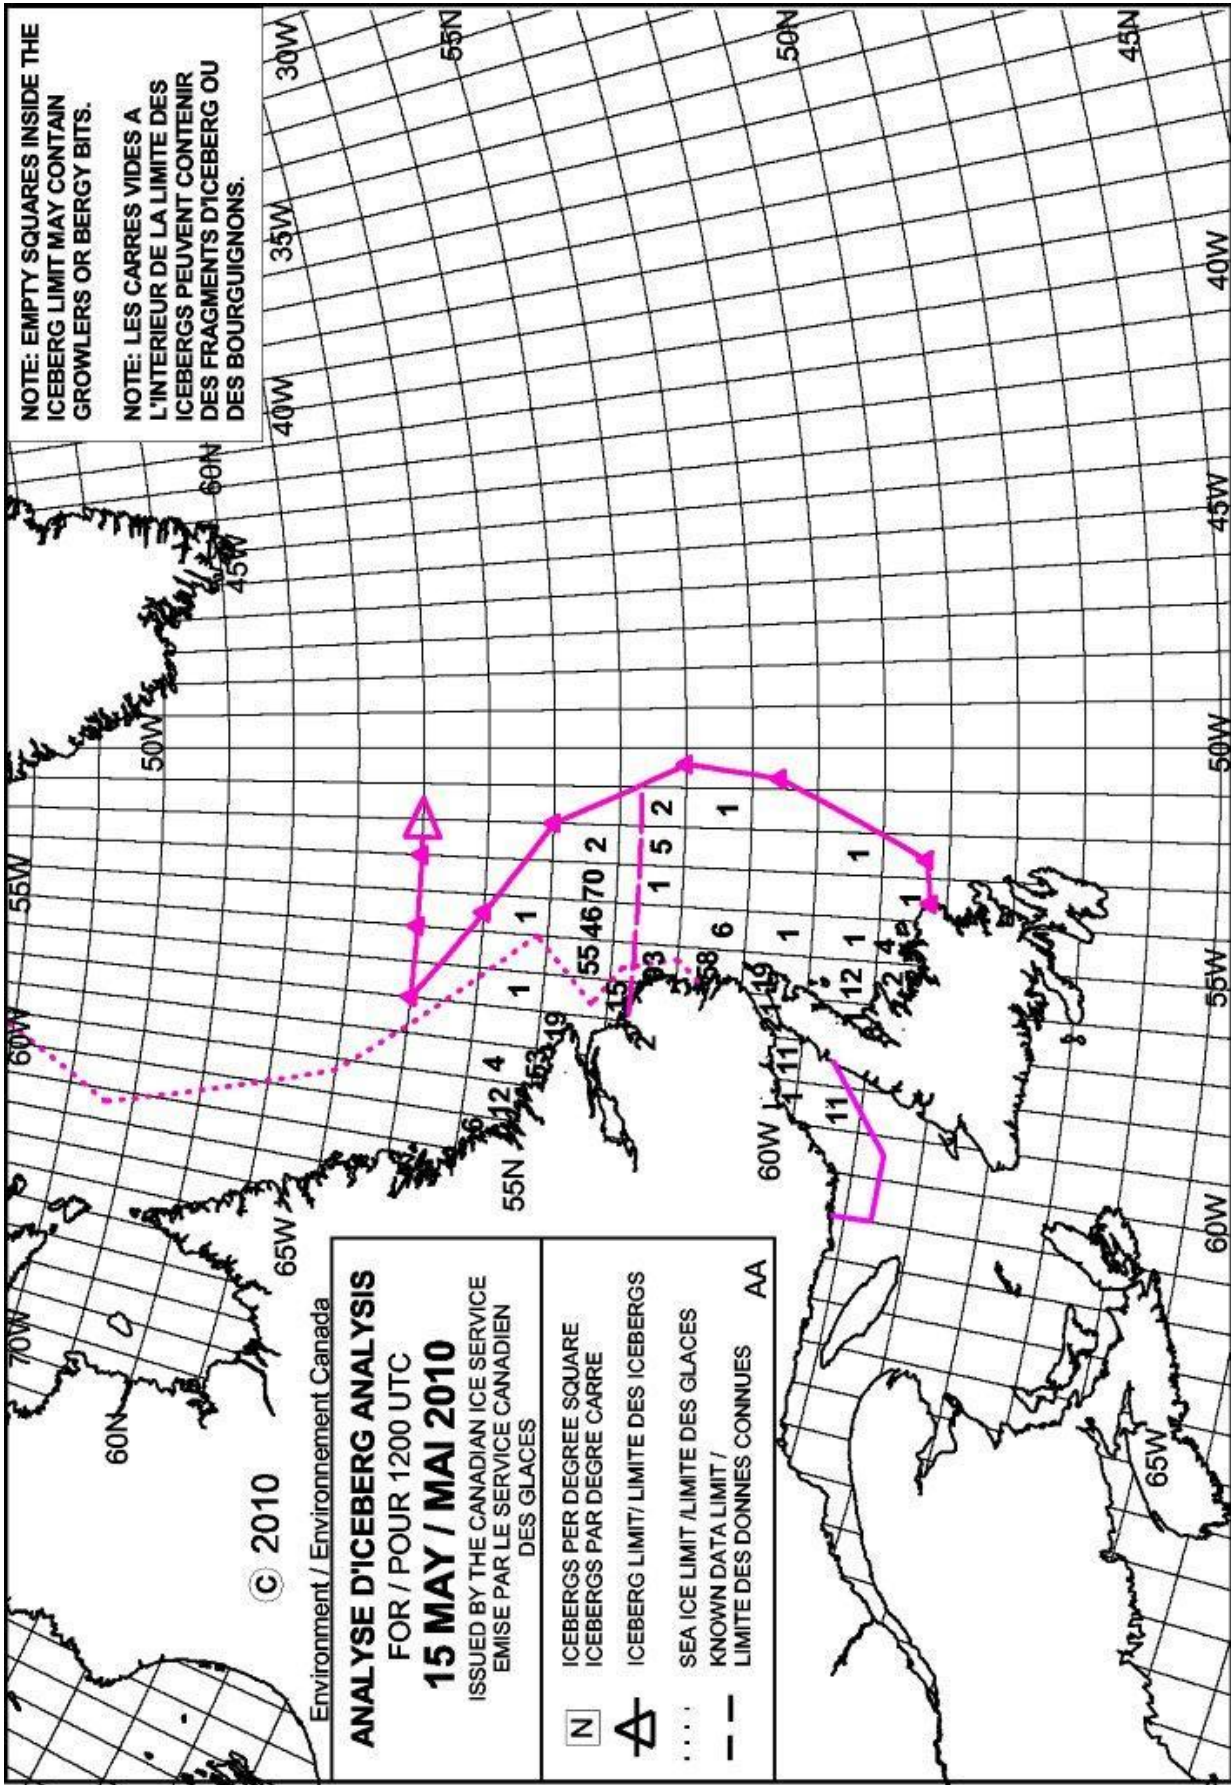 NOTE: EMPTY SQUARES INSIDE THE
ICEBERG LIMIT MAY CONTAIN
GROWLERS OR BERGY BITS.
NOTE: LES CARRES VIDES A
L'INTERIEUR DE LA LIMITE DES
ICEBERGS PEUVENT CONTENIR
DES FRAGMENTS D'ICEBERG OU
DES BOURGUIGNONS.
70W
60W
55W
60N
50W
60N
45W
65W
40W
35W
30W
55N
© 2010
Environment / Environnement Canada
ANALYSE D'ICEBERG ANALYSIS
FOR / POUR 1200 UTC
15 MAY / MAI 2010
ISSUED BY THE CANADIAN ICE SERVICE
EMISE PAR LE SERVICE CANADIEN
DES GLACES
N
ICEBERGS PER DEGREE SQUARE
ICEBERGS PAR DEGRE CARRE
ICEBERG LIMIT/ LIMITE DES ICEBERGS
SEA ICE LIMIT /LIMITE DES GLACES
KNOWN DATA LIMIT /
LIMITE DES DONNES CONNUES
AA
55N
6
12 4
19 1 1
15 55 46 70 2
2 1 5 2
58 6 1
60W
50N
19 1
21
1 11
11 12 1 1
2 4
1
45N
65W
60W
55W
50W
45W
40W